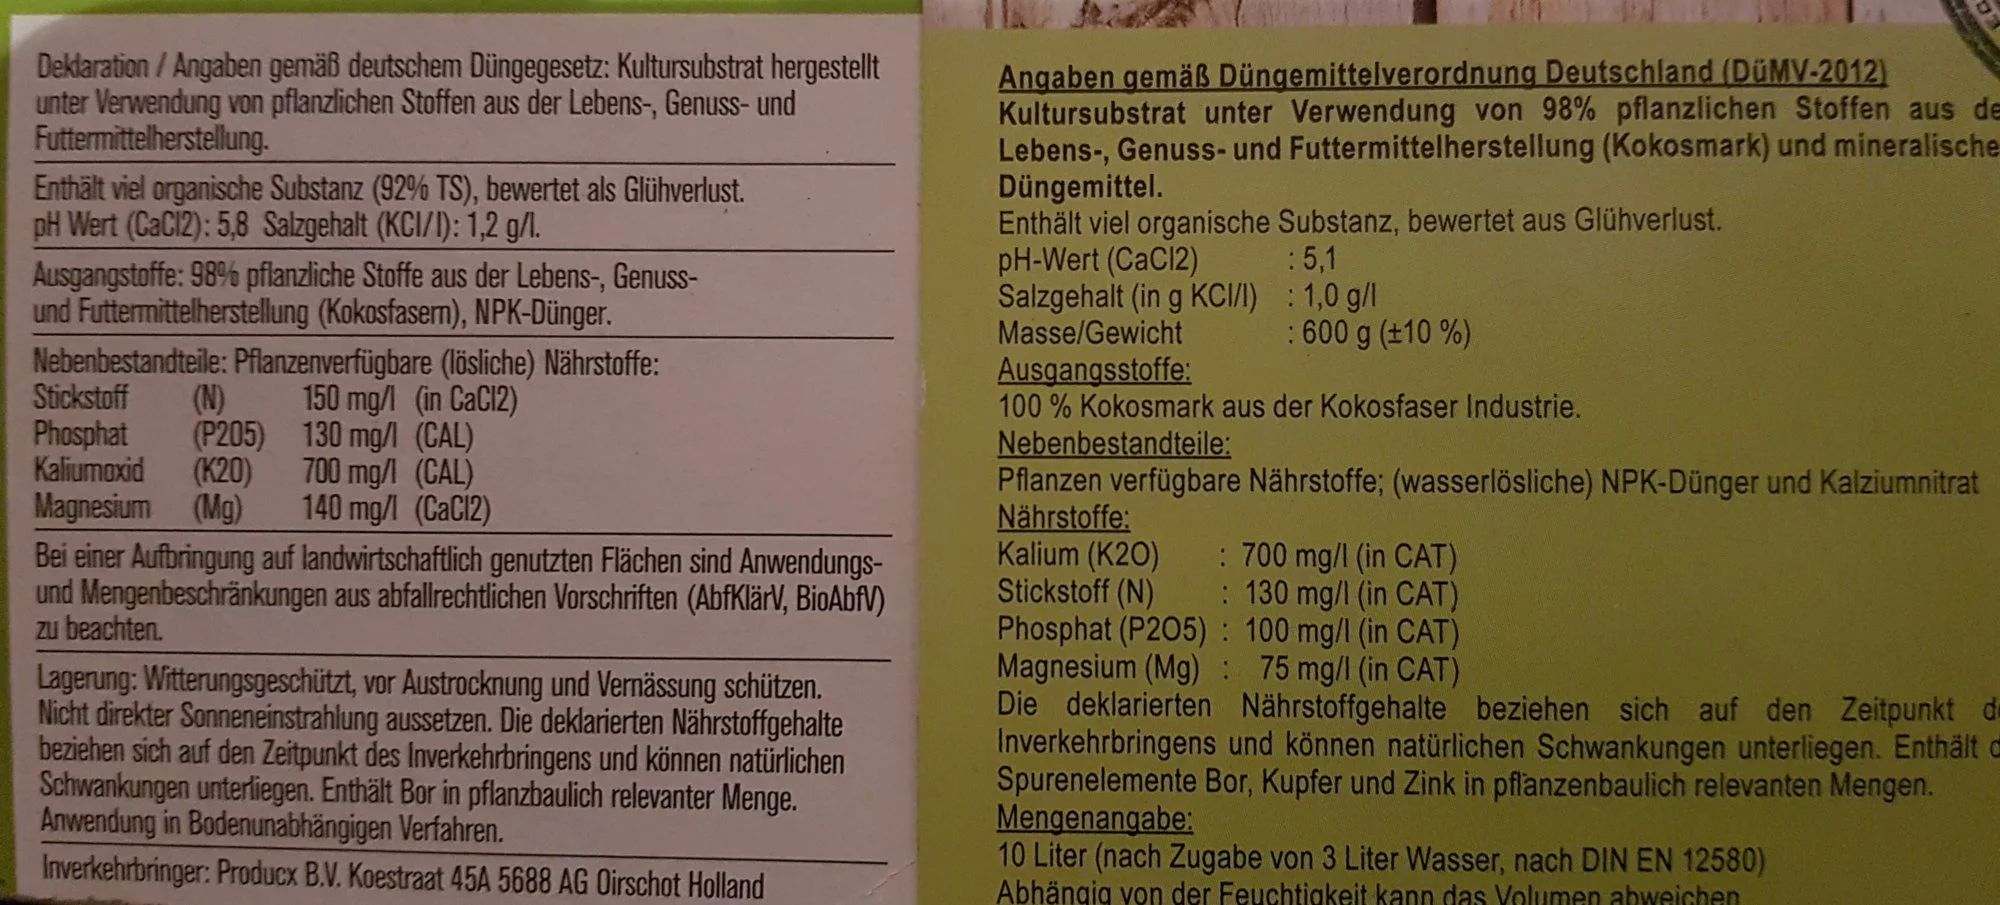 Deklaration / Angaben gemäß deutschem Düngegesetz: Kultursubstrat hergestellt
unter Verwendung von pflanzlichen Stoffen aus der Lebens-, Genuss- und
Futtermittelherstellung.
Enthält viel organische Substanz (92% TS), bewertet als Glühverlust.
pH Wert (CaCl2): 5,8 Salzgehalt (KCl/l): 1,2 g/l.
Ausgangstoffe: 98% pflanzliche Stoffe aus der Lebens-, Genuss-
und Futtermittelherstellung (Kokosfasern), NPK-Dünger.
Nebenbestandteile: Pflanzenverfügbare (lösliche) Nährstoffe:
Stickstoff (N) 150 mg/l (in CaCl2)
Phosphat (P2O5) 130 mg/l (CAL)
Kaliumoxid (K2O) 700 mg/l (CAL)
Magnesium (Mg) 140 mg/l (CaCl2)
Bei einer Aufbringung auf landwirtschaftlich genutzten Flächen sind Anwendungs-
und Mengenbeschränkungen aus abfallrechtlichen Vorschriften (AbfKlärV, BioAbfV)
zu beachten.
Lagerung: Witterungsgeschützt, vor Austrocknung und Vernässung schützen.
Nicht direkter Sonneneinstrahlung aussetzen. Die deklarierten Nährstoffgehalte
beziehen sich auf den Zeitpunkt des Inverkehrbringens und können natürlichen
Schwankungen unterliegen. Enthält Bor in pflanzbaulich relevanter Menge.
Anwendung in Bodenunabhängigen Verfahren.
Inverkehrbringer: Producx B.V. Koestraat 45A 5688 AG Oirschot Holland
Angaben gemäß Düngemittelverordnung Deutschland (DüMV-2012)
Kultursubstrat unter Verwendung von 98% pflanzlichen Stoffen aus de
Lebens-, Genuss- und Futtermittelherstellung (Kokosmark) und mineralische
Düngemittel.
Enthält viel organische Substanz, bewertet aus Glühverlust.
pH-Wert (CaCl2) : 5,1
Salzgehalt (in g KCl/l) : 1,0 g/l
Masse/Gewicht : 600 g (±10 %)
Ausgangsstoffe:
100 % Kokosmark aus der Kokosfaser Industrie.
Nebenbestandteile:
Pflanzen verfügbare Nährstoffe; (wasserlösliche) NPK-Dünger und Kalziumnitrat
Nährstoffe:
Kalium (K2O) : 700 mg/l (in CAT)
Stickstoff (N) : 130 mg/l (in CAT)
Phosphat (P2O5) : 100 mg/l (in CAT)
Magnesium (Mg) : 75 mg/l (in CAT)
Die deklarierten Nährstoffgehalte beziehen sich auf den Zeitpunkt d
Inverkehrbringens und können natürlichen Schwankungen unterliegen. Enthält d
Spurenelemente Bor, Kupfer und Zink in pflanzenbaulich relevanten Mengen.
Mengenangabe:
10 Liter (nach Zugabe von 3 Liter Wasser, nach DIN EN 12580)
Abhängig von der Feuchtigkeit kann das Volumen abweichen